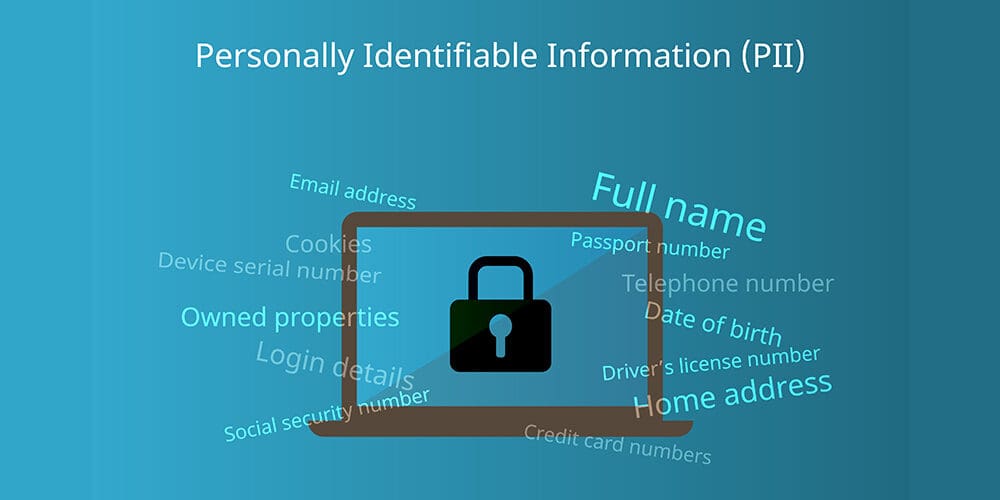 Personally Identifiable Information (PII)
Email address
Cookies
Device serial number
Owned properties
Login details
Social security number
Full name
Passport number
Telephone number
Date of birth
Driver’s license number
Home address
Credit card numbers